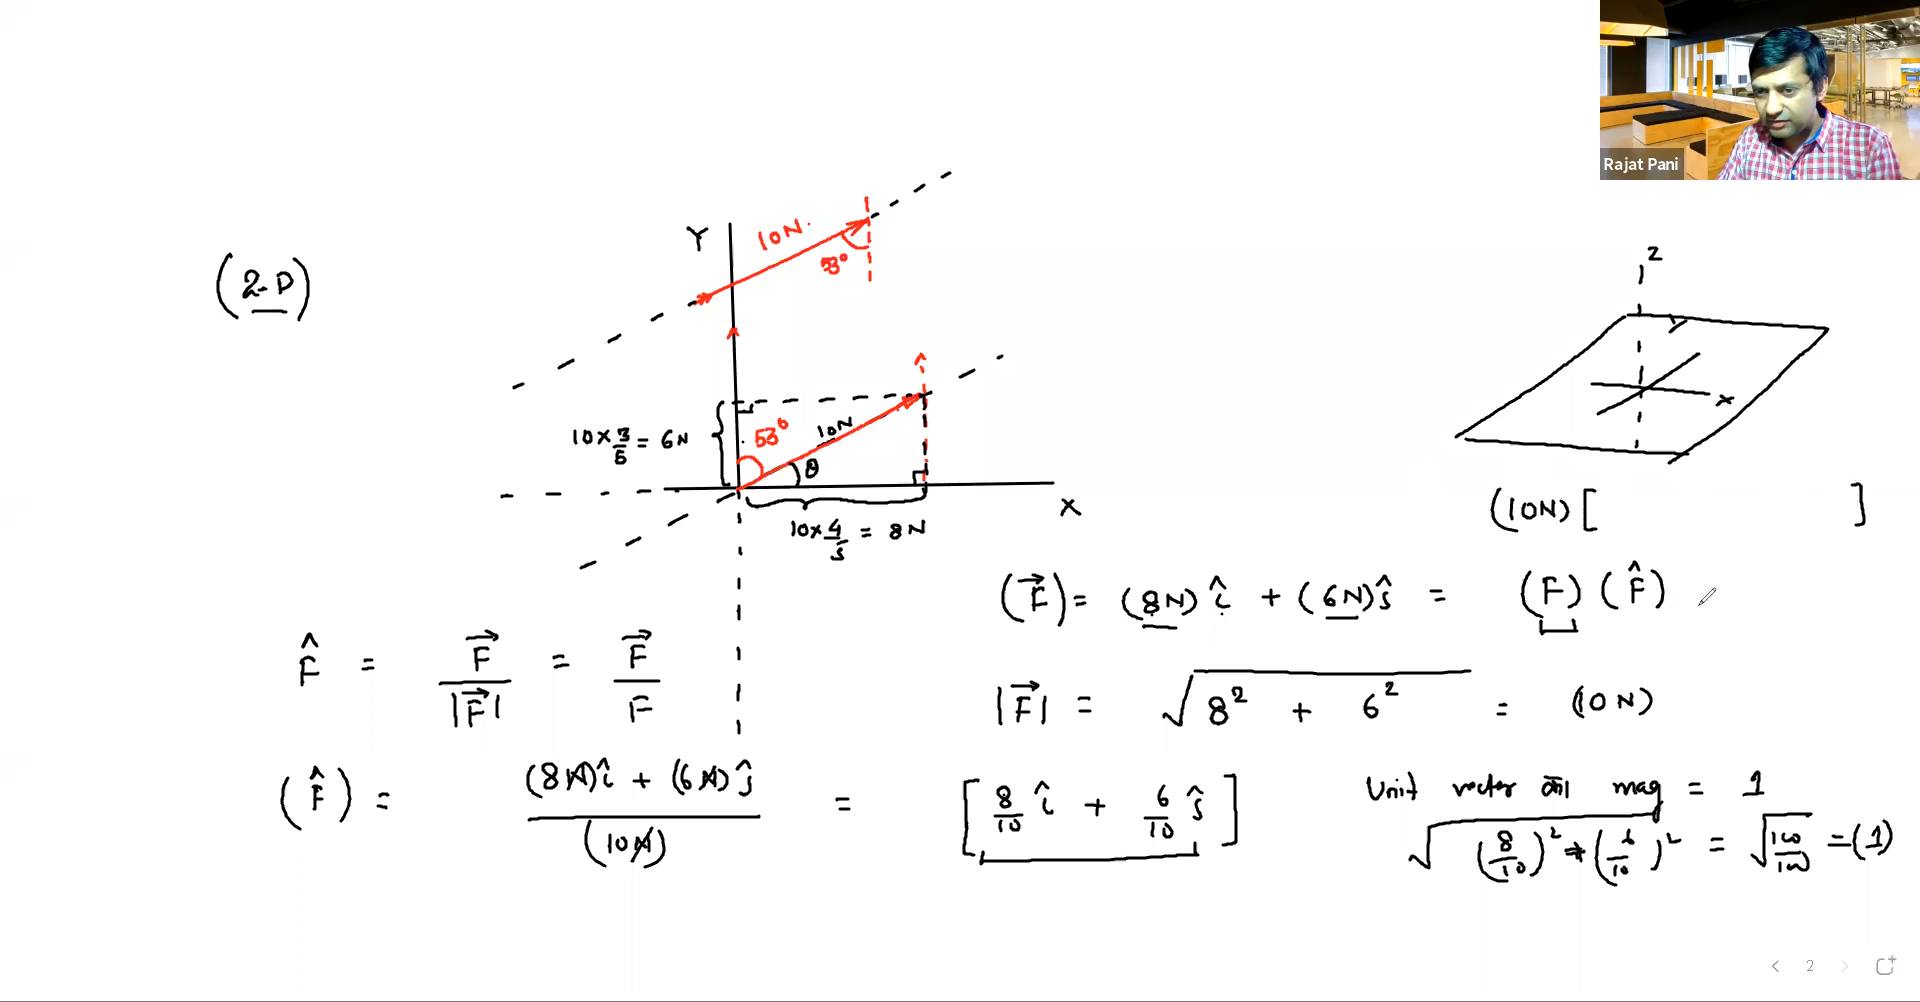 Rajat Pani
(2-D)
Y
10N
53°
10×3/5 = 6N
53°
10N
θ
X
10×4/5 = 8N
Z
Y
x
(10N) [ ]
(F⃗) = (8N) î + (6N) ĵ = (F) (F̂)
F̂ = F⃗/|F⃗| = F⃗/F
|F⃗| = √(8² + 6²) = (10N)
(F̂) = ((8N)î + (6N)ĵ)/(10N) = [8/10 î + 6/10 ĵ]
Unit vector का mag = 1
√((8/10)² + (6/10)²) = √(100/100) = (1)
2